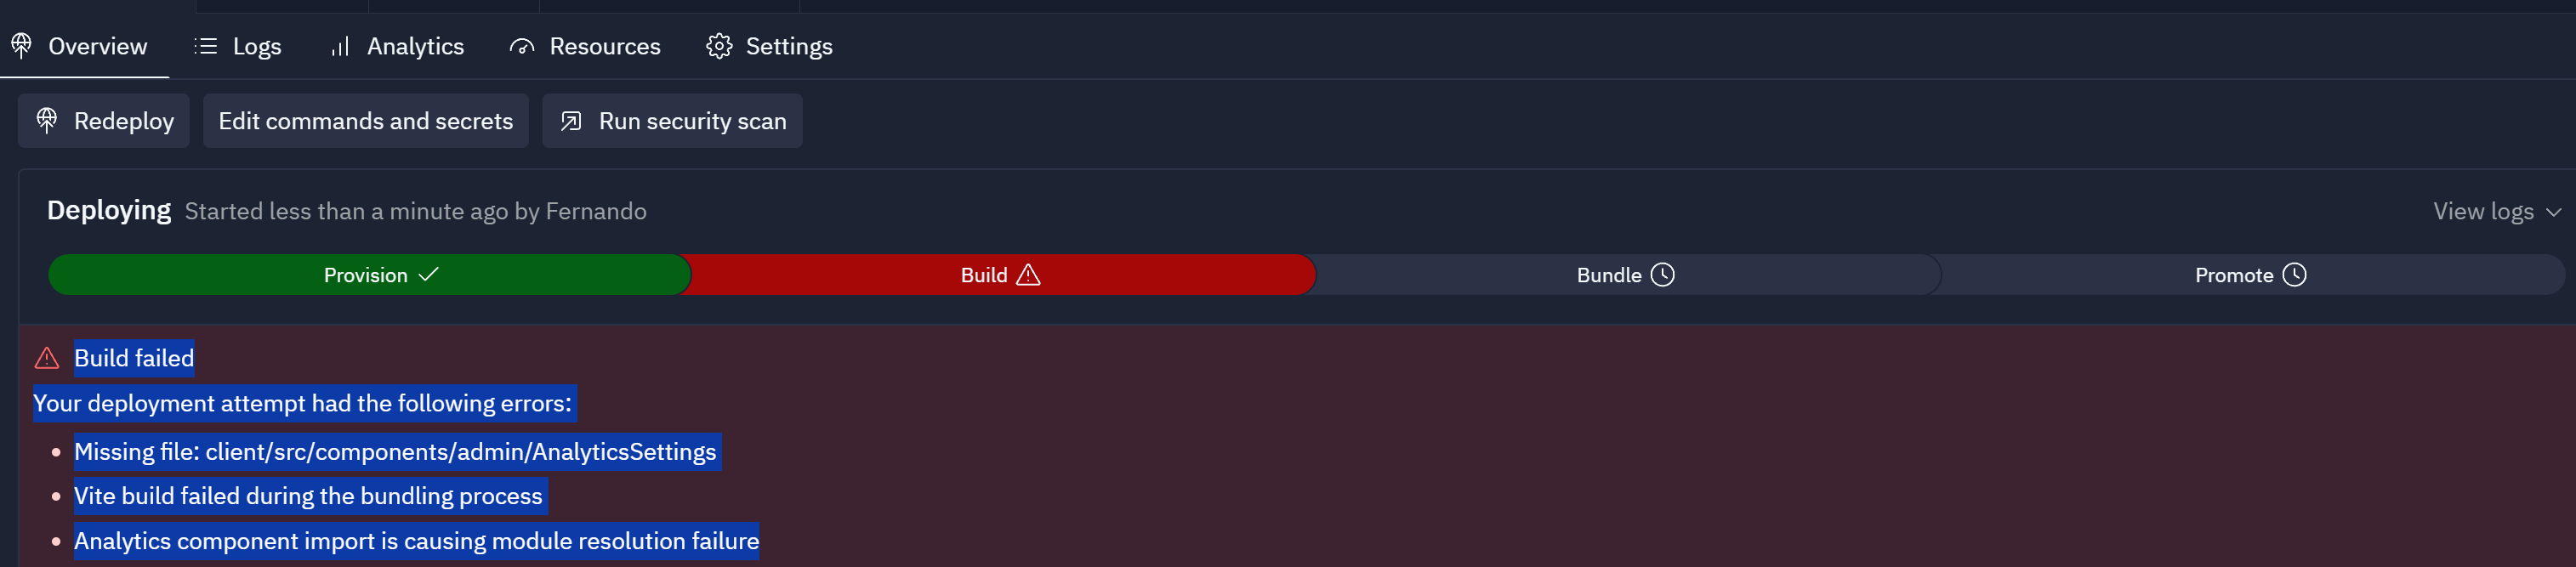 Overview Logs Analytics Resources Settings
Redeploy Edit commands and secrets Run security scan
Deploying Started less than a minute ago by Fernando View logs
Provision Build Bundle Promote
Build failed
Your deployment attempt had the following errors:
Missing file: client/src/components/admin/AnalyticsSettings
Vite build failed during the bundling process
Analytics component import is causing module resolution failure